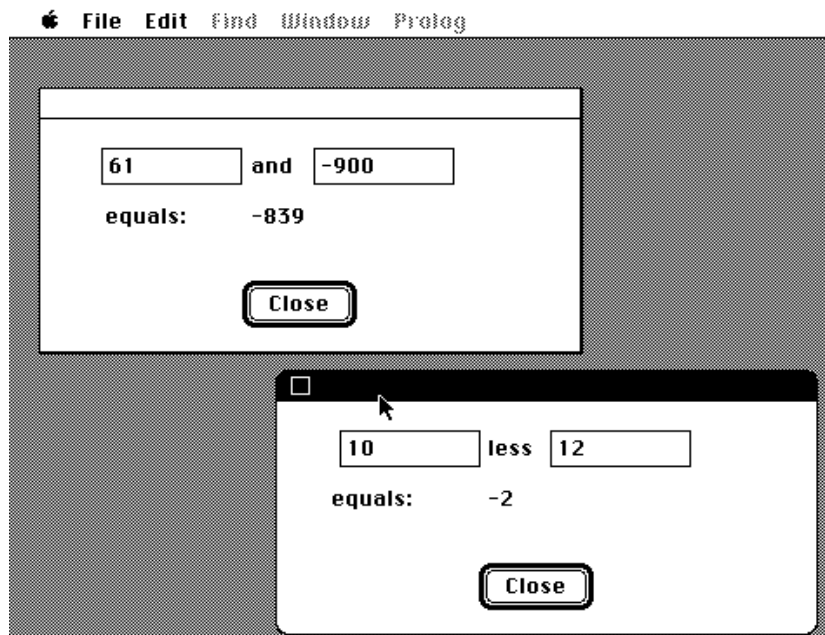 File Edit Find Window Prolog
61 and -900
equals: -839
Close
10 less 12
equals: -2
Close